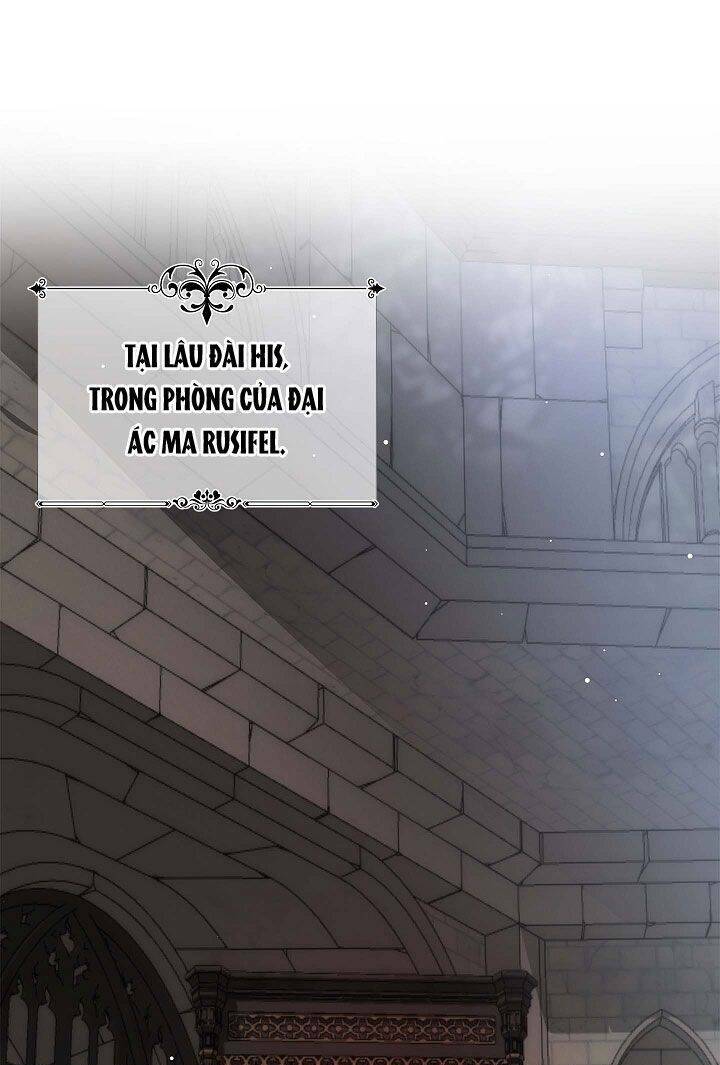 TẠI LÂU ĐÀI HIS,
TRONG PHÒNG CỦA ĐẠI
ÁC MA RUSIFEL.